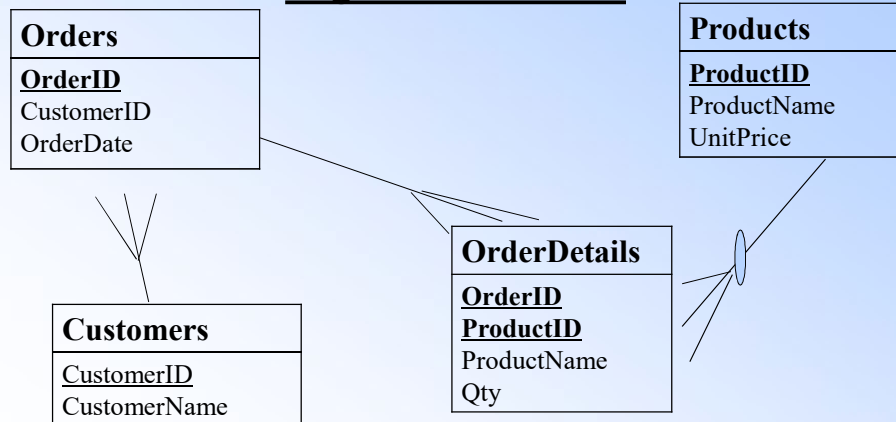 Orders
OrderID
CustomerID
OrderDate
Products
ProductID
ProductName
UnitPrice
OrderDetails
OrderID
ProductID
ProductName
Qty
Customers
CustomerID
CustomerName